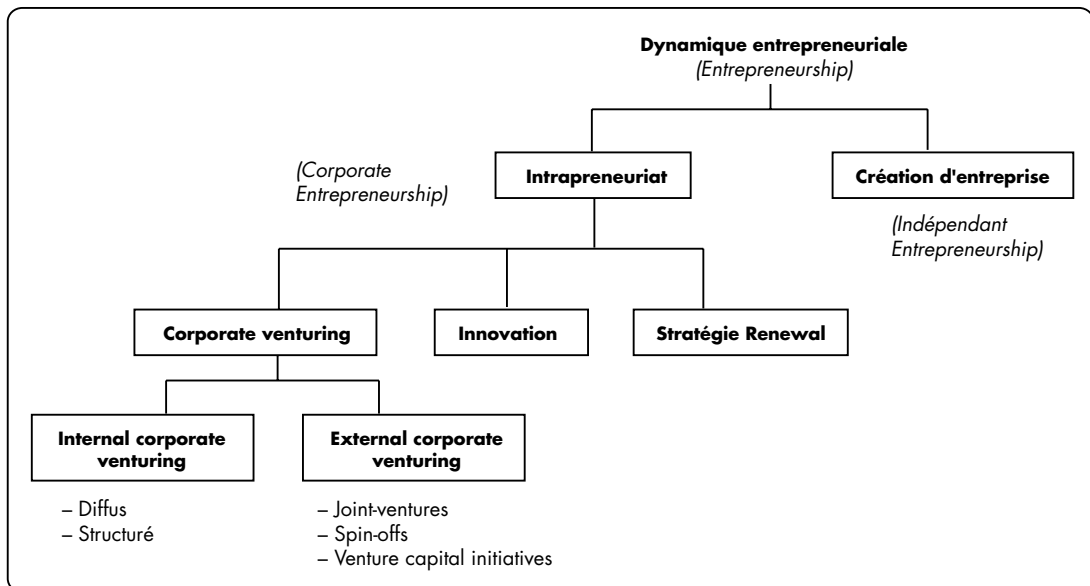 Dynamique entrepreneuriale
(Entrepreneurship)
(Corporate
Entrepreneurship)
Intrapreneuriat
Création d'entreprise
(Indépendant
Entrepreneurship)
Corporate venturing
Innovation
Stratégie Renewal
Internal corporate
venturing
External corporate
venturing
– Diffus
– Structuré
– Joint-ventures
– Spin-offs
– Venture capital initiatives